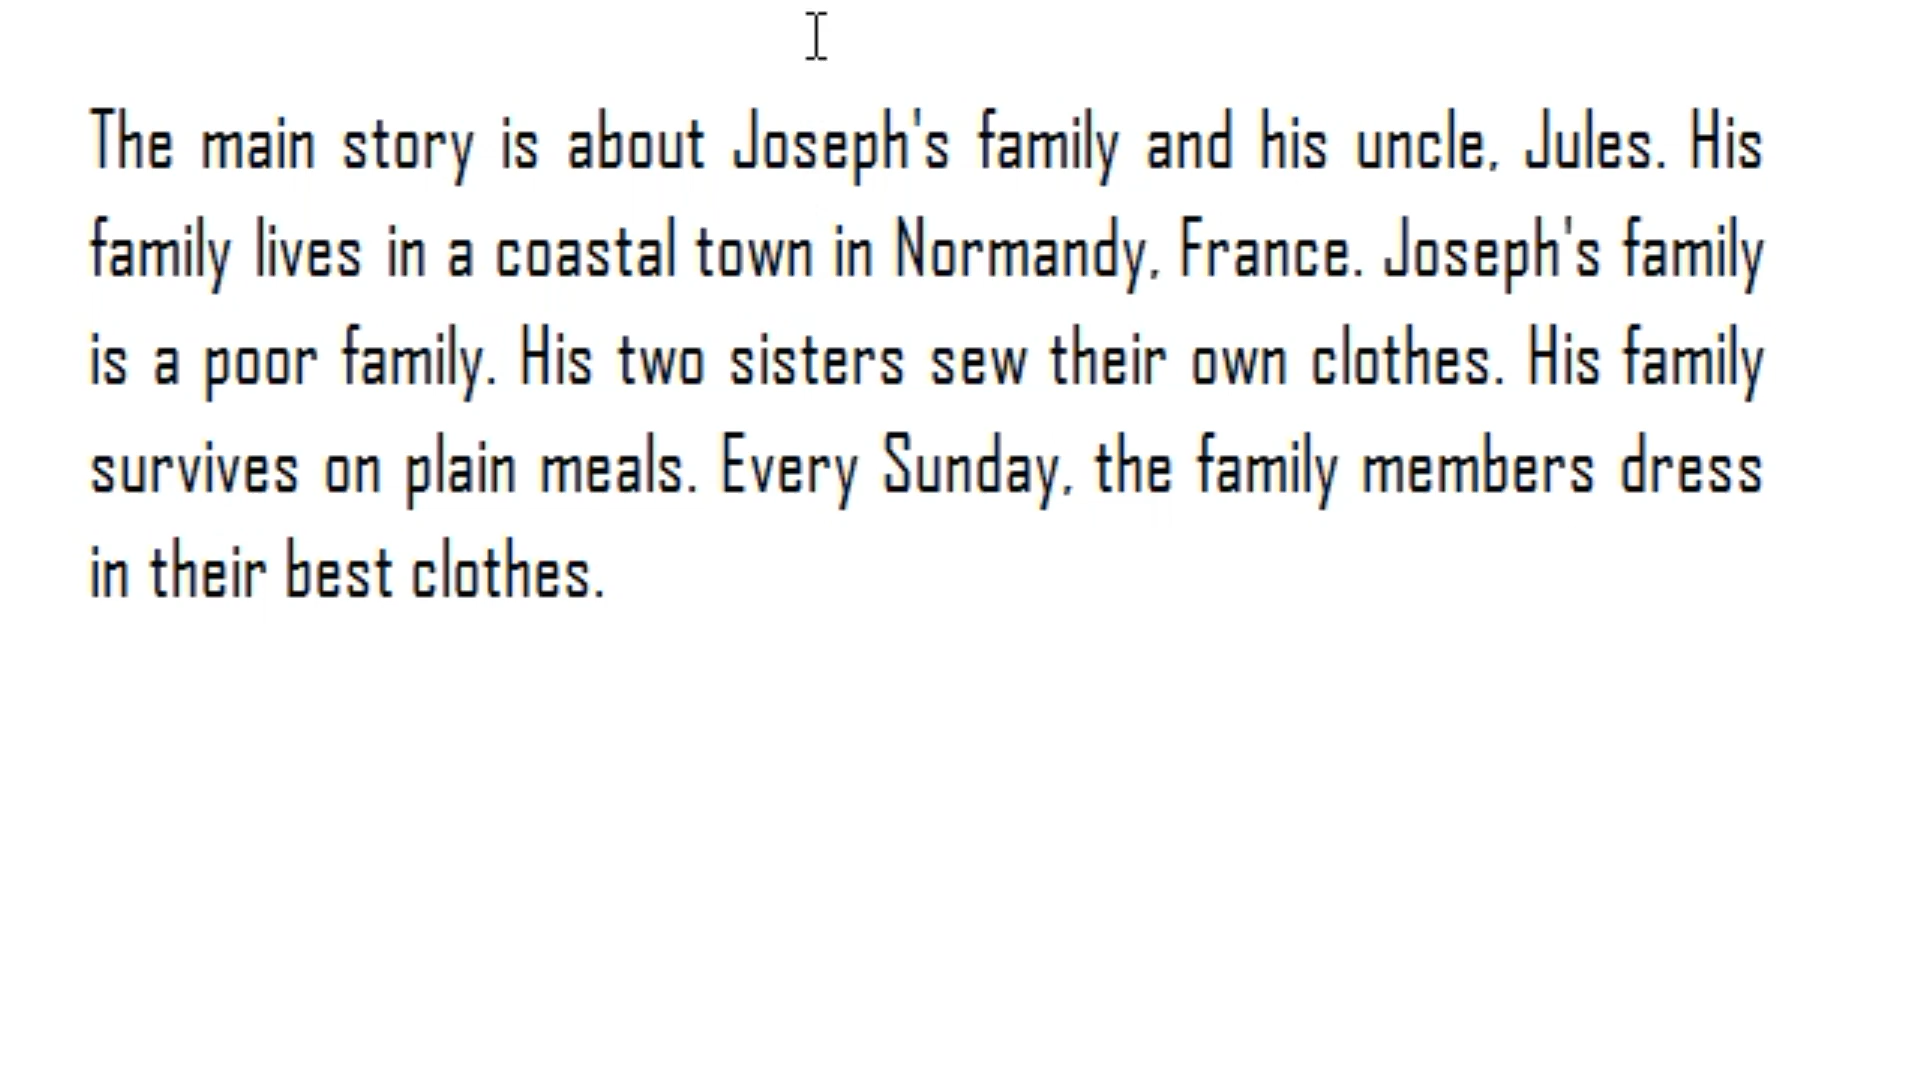 The main story is about Joseph's family and his uncle, Jules. His
family lives in a coastal town in Normandy, France. Joseph's family
is a poor family. His two sisters sew their own clothes. His family
survives on plain meals. Every Sunday, the family members dress
in their best clothes.